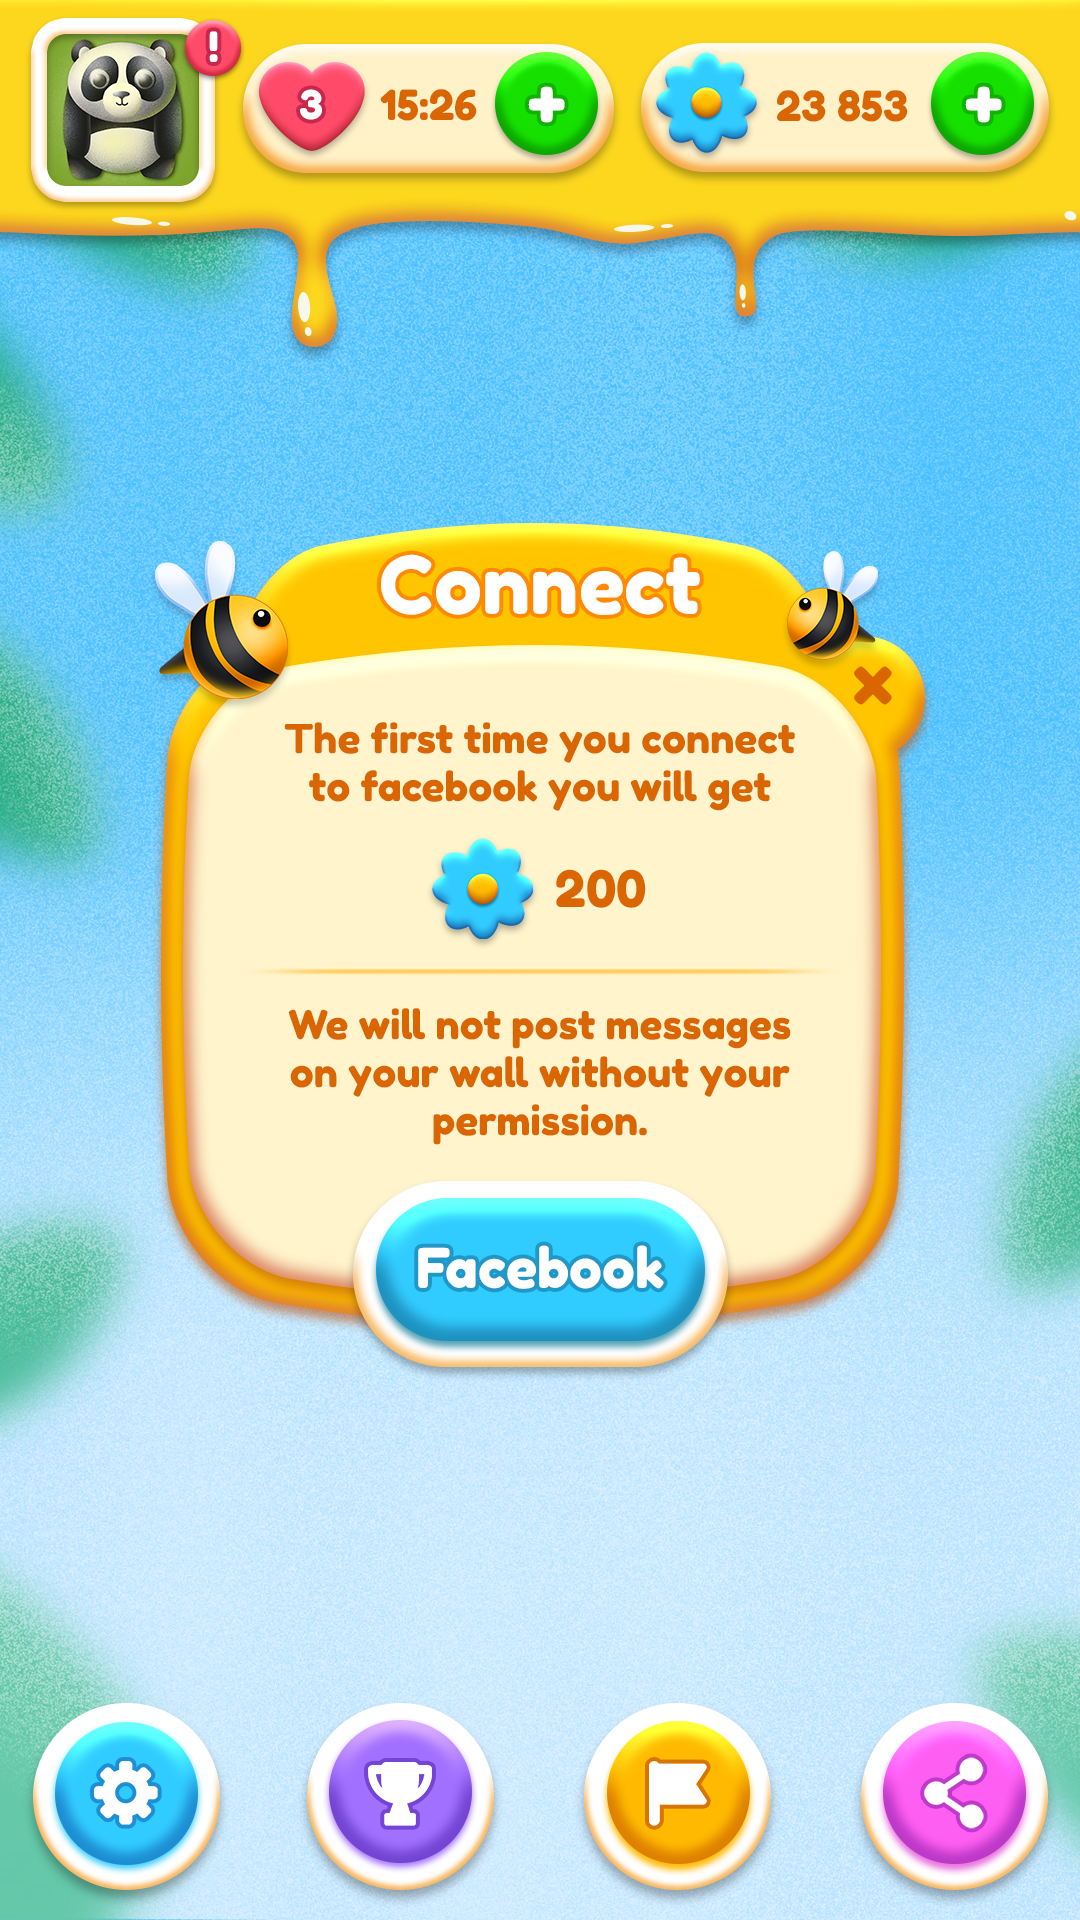 !
3
15:26
23 853
Connect
The first time you connect
to facebook you will get
200
We will not post messages
on your wall without your
permission.
Facebook